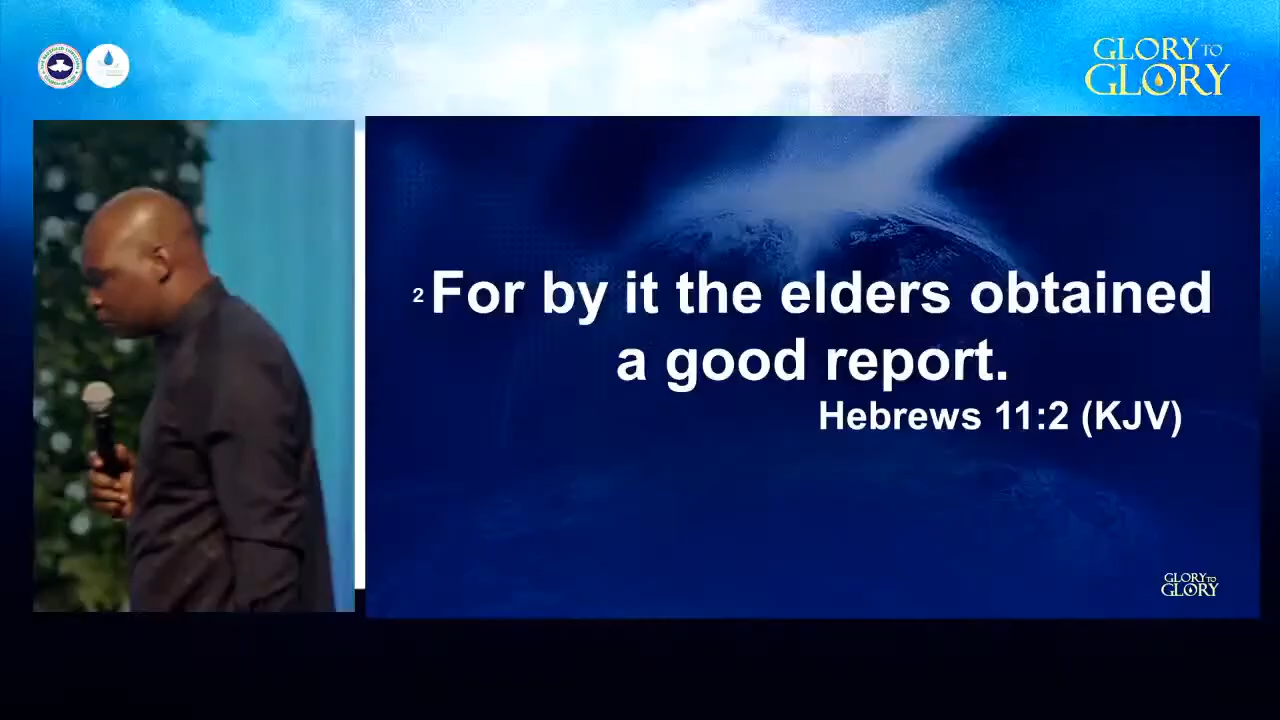 GLORY TO
GLORY
2 For by it the elders obtained
a good report.
Hebrews 11:2 (KJV)
GLORY TO
GLORY